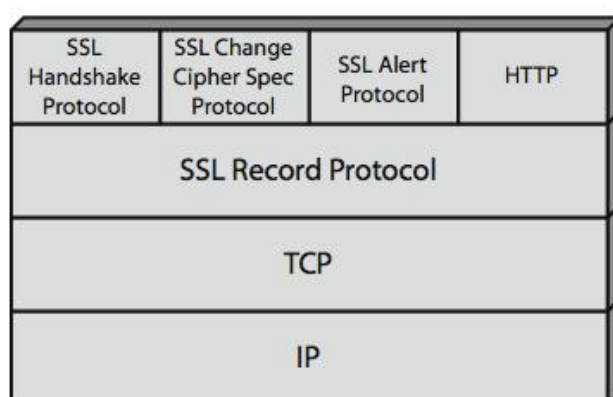 SSL
Handshake
Protocol
SSL Change
Cipher Spec
Protocol
SSL Alert
Protocol
HTTP
SSL Record Protocol
TCP
IP